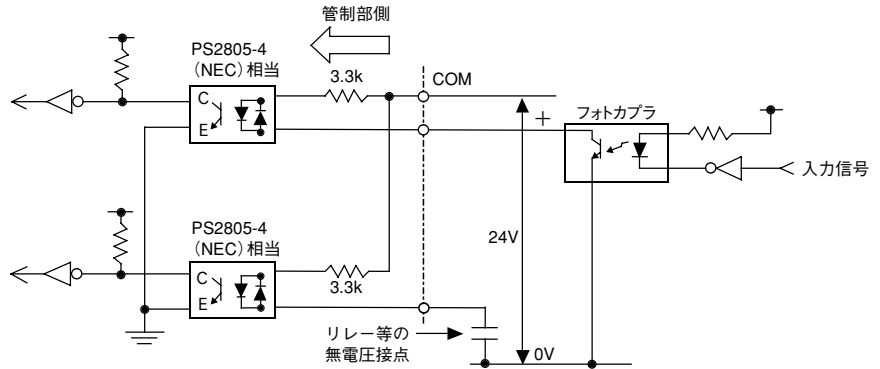 管制部側
PS2805-4
（NEC）相当
3.3k
COM
C
E
＋
フォトカプラ
入力信号
PS2805-4
（NEC）相当
24V
C
E
3.3k
リレー等の
無電圧接点
0V